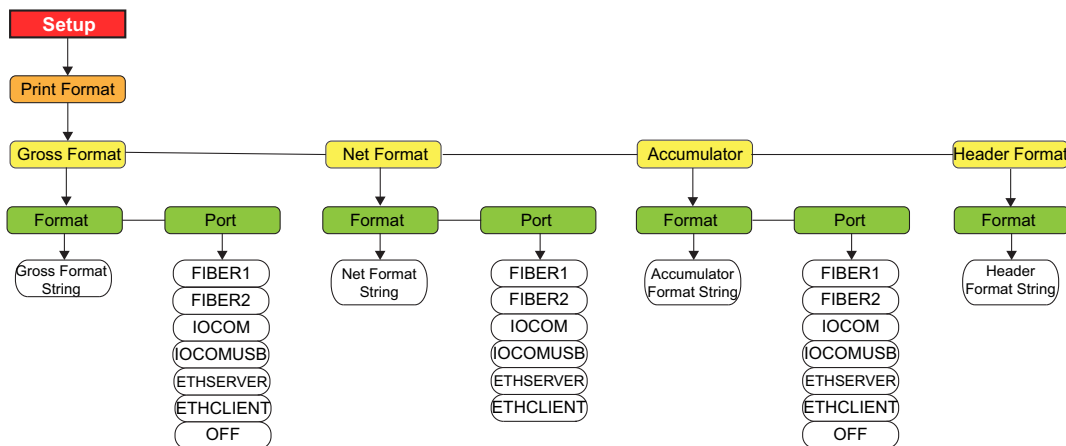 Setup
Print Format
Gross Format
Net Format
Accumulator
Header Format
Format
Port
Format
Port
Format
Port
Format
Gross Format
String
FIBER1
FIBER2
IOCOM
IOCOMUSB
ETHSERVER
ETHCLIENT
OFF
Net Format
String
FIBER1
FIBER2
IOCOM
IOCOMUSB
ETHSERVER
ETHCLIENT
Accumulator
Format String
FIBER1
FIBER2
IOCOM
IOCOMUSB
ETHSERVER
ETHCLIENT
OFF
Header
Format String